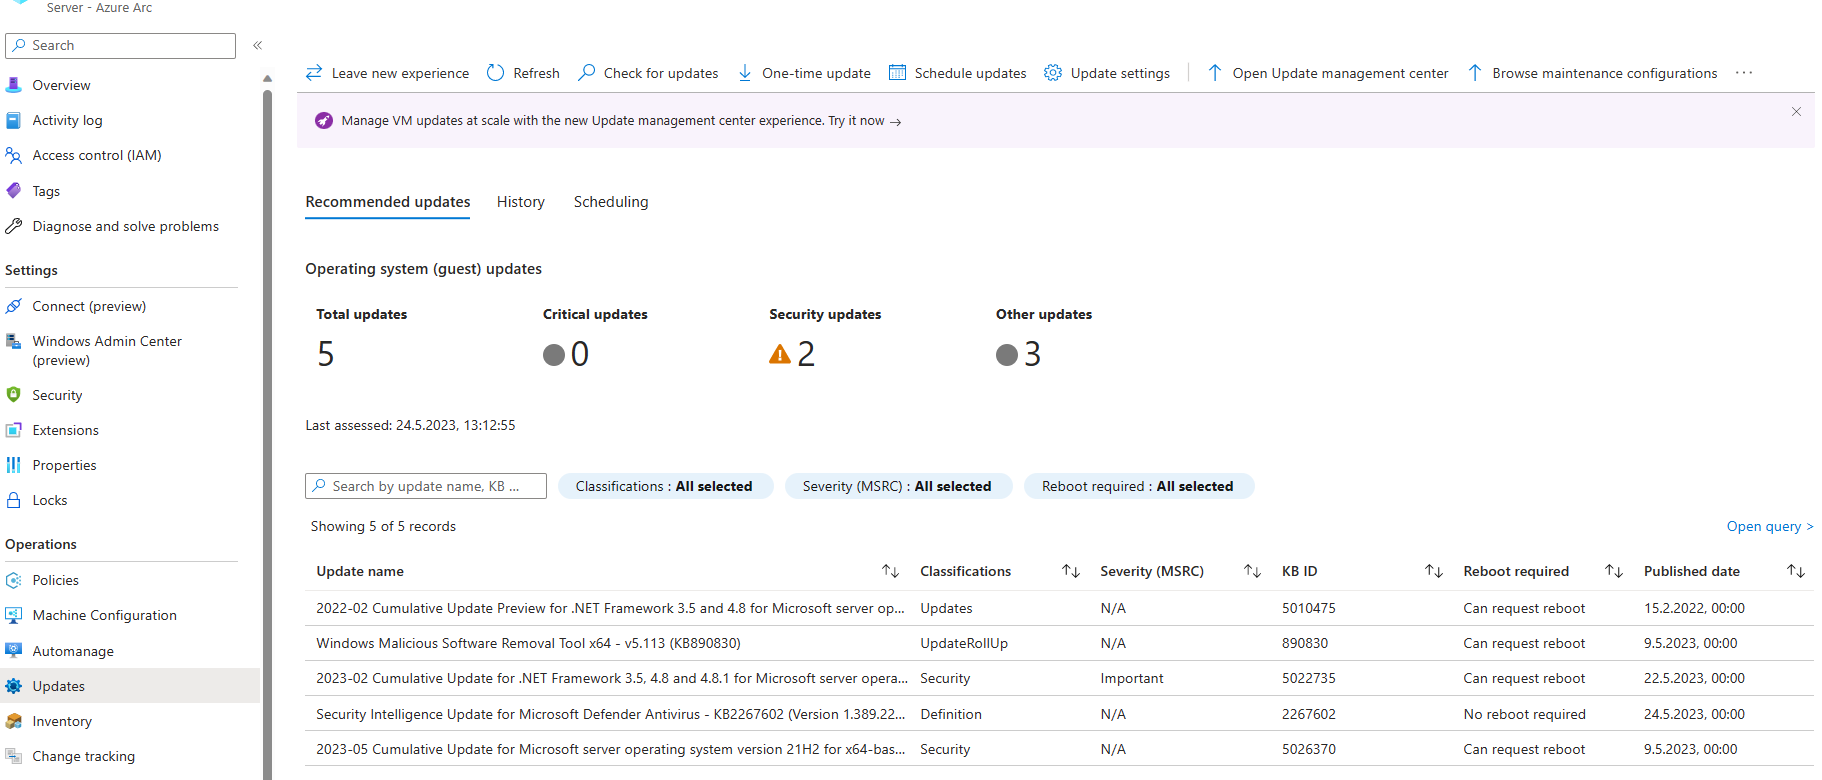 Server - Azure Arc
Search
«
Overview
Activity log
Access control (IAM)
Tags
Diagnose and solve problems
Settings
Connect (preview)
Windows Admin Center
(preview)
Security
Extensions
Properties
Locks
Operations
Policies
Machine Configuration
Automanage
Updates
Inventory
Change tracking
Leave new experience Refresh Check for updates One-time update Schedule updates Update settings Open Update management center Browse maintenance configurations ...
Manage VM updates at scale with the new Update management center experience. Try it now →
Recommended updates History Scheduling
Operating system (guest) updates
Total updates Critical updates Security updates Other updates
5 0 2 3
Last assessed: 24.5.2023, 13:12:55
Search by update name, KB ... Classifications : All selected Severity (MSRC) : All selected Reboot required : All selected
Showing 5 of 5 records Open query >
Update name Classifications Severity (MSRC) KB ID Reboot required Published date
2022-02 Cumulative Update Preview for .NET Framework 3.5 and 4.8 for Microsoft server op... Updates N/A 5010475 Can request reboot 15.2.2022, 00:00
Windows Malicious Software Removal Tool x64 - v5.113 (KB890830) UpdateRollUp N/A 890830 Can request reboot 9.5.2023, 00:00
2023-02 Cumulative Update for .NET Framework 3.5, 4.8 and 4.8.1 for Microsoft server opera... Security Important 5022735 Can request reboot 22.5.2023, 00:00
Security Intelligence Update for Microsoft Defender Antivirus - KB2267602 (Version 1.389.22... Definition N/A 2267602 No reboot required 24.5.2023, 00:00
2023-05 Cumulative Update for Microsoft server operating system version 21H2 for x64-bas... Security N/A 5026370 Can request reboot 9.5.2023, 00:00